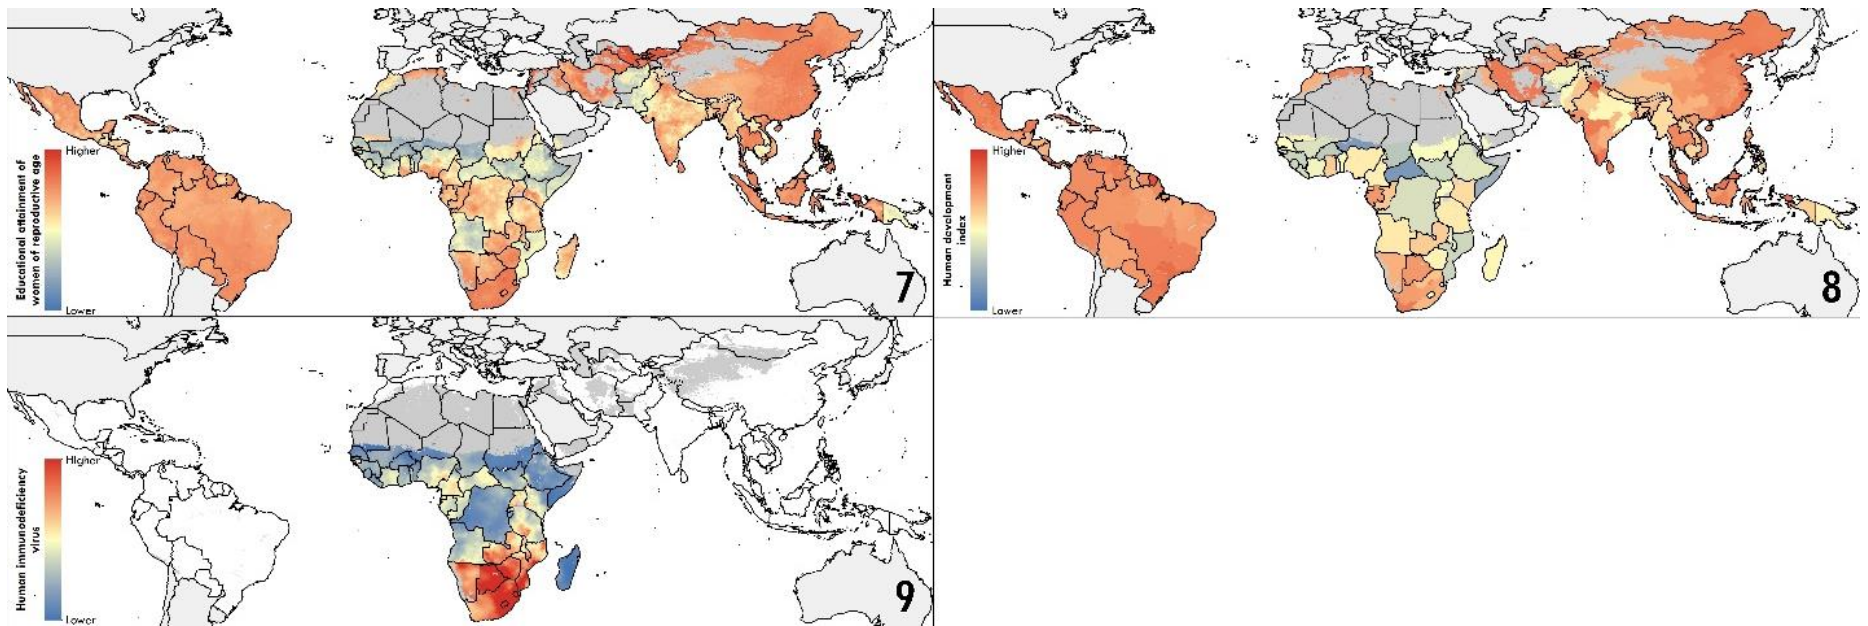 Educational attainment of
women of reproductive age
Higher
Lower
7
Human development
index
Higher
Lower
8
Human immunodeficiency
virus
Higher
Lower
9